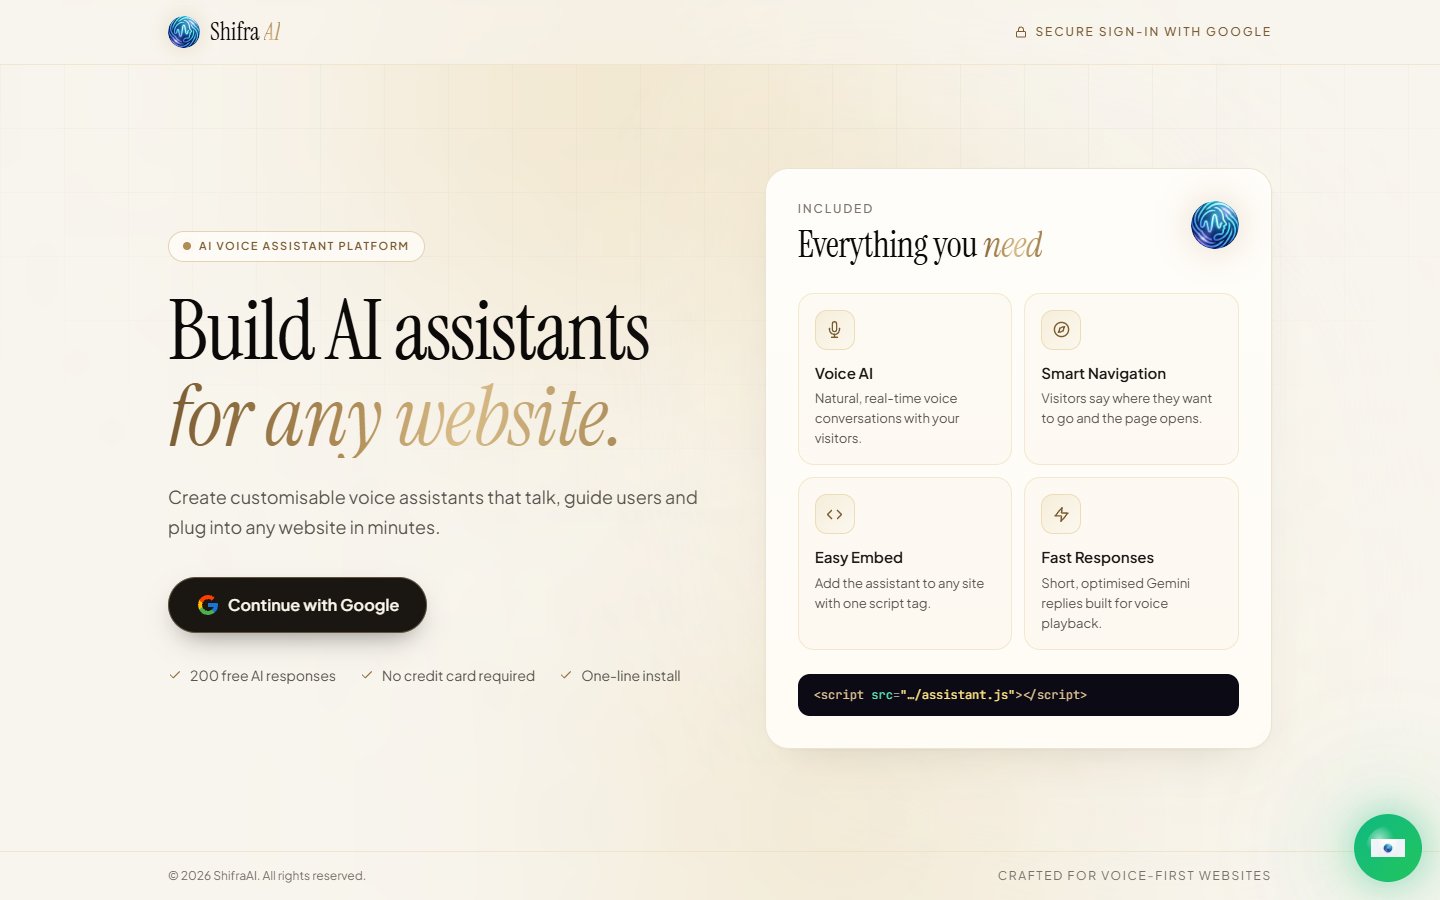 Shifra AI
SECURE SIGN-IN WITH GOOGLE
AI VOICE ASSISTANT PLATFORM
Build AI assistants
for any website.
Create customisable voice assistants that talk, guide users and
plug into any website in minutes.
Continue with Google
200 free AI responses
No credit card required
One-line install
INCLUDED
Everything you need
Voice AI
Natural, real-time voice
conversations with your
visitors.
Smart Navigation
Visitors say where they want
to go and the page opens.
Easy Embed
Add the assistant to any site
with one script tag.
Fast Responses
Short, optimised Gemini
replies built for voice
playback.
<script src="…/assistant.js"></script>
© 2026 ShifraAI. All rights reserved.
CRAFTED FOR VOICE-FIRST WEBSITES